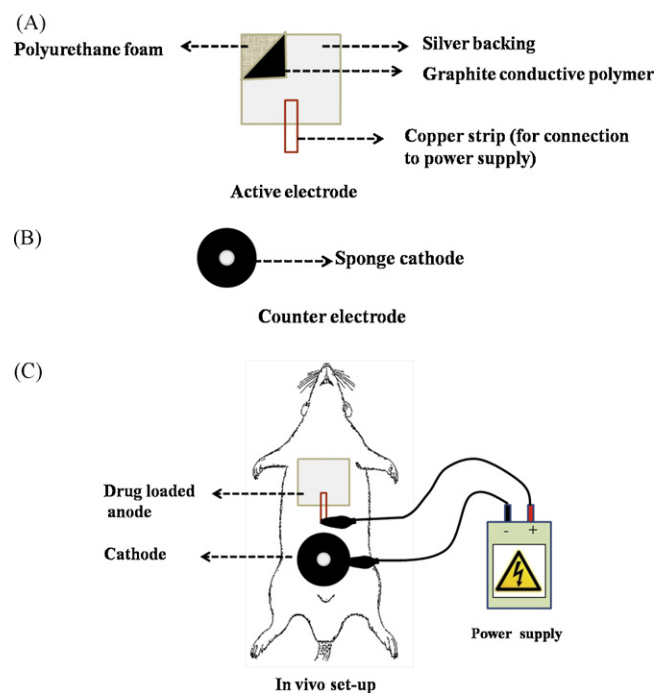 (A)
Polyurethane foam
Silver backing
Graphite conductive polymer
Copper strip (for connection
to power supply)
Active electrode
(B)
Sponge cathode
Counter electrode
(C)
Drug loaded
anode
Cathode
- +
Power supply
In vivo set-up